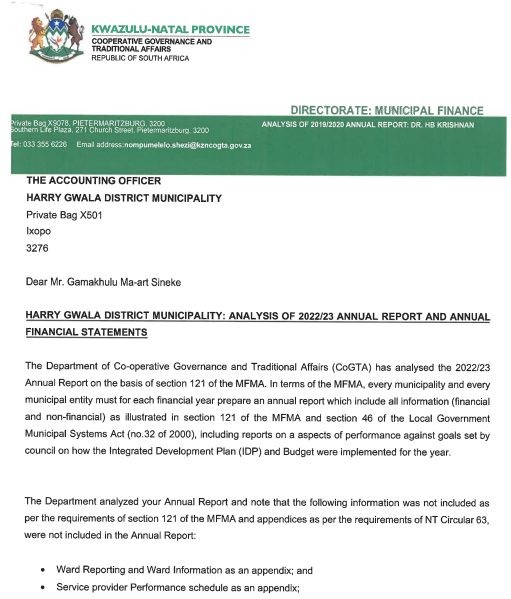 KWAZULU-NATAL PROVINCE
COOPERATIVE GOVERNANCE AND
TRADITIONAL AFFAIRS
REPUBLIC OF SOUTH AFRICA
DIRECTORATE: MUNICIPAL FINANCE
Private Bag X9078, PIETERMARITZBURG, 3200
Southern Life Plaza, 271 Church Street, Pietermaritzburg, 3200
ANALYSIS OF 2019/2020 ANNUAL REPORT: DR. HB KRISHNAN
Tel: 033 355 6226 Email address:nompumelelo.shezi@kzncogta.gov.za
THE ACCOUNTING OFFICER
HARRY GWALA DISTRICT MUNICIPALITY
Private Bag X501
Ixopo
3276
Dear Mr. Gamakhulu Ma-art Sineke
HARRY GWALA DISTRICT MUNICIPALITY: ANALYSIS OF 2022/23 ANNUAL REPORT AND ANNUAL
FINANCIAL STATEMENTS
The Department of Co-operative Governance and Traditional Affairs (CoGTA) has analysed the 2022/23
Annual Report on the basis of section 121 of the MFMA. In terms of the MFMA, every municipality and every
municipal entity must for each financial year prepare an annual report which include all information (financial
and non-financial) as illustrated in section 121 of the MFMA and section 46 of the Local Government
Municipal Systems Act (no.32 of 2000), including reports on a aspects of performance against goals set by
council on how the Integrated Development Plan (IDP) and Budget were implemented for the year.
The Department analyzed your Annual Report and note that the following information was not included as
per the requirements of section 121 of the MFMA and appendices as per the requirements of NT Circular 63,
were not included in the Annual Report:
• Ward Reporting and Ward Information as an appendix; and
• Service provider Performance schedule as an appendix;